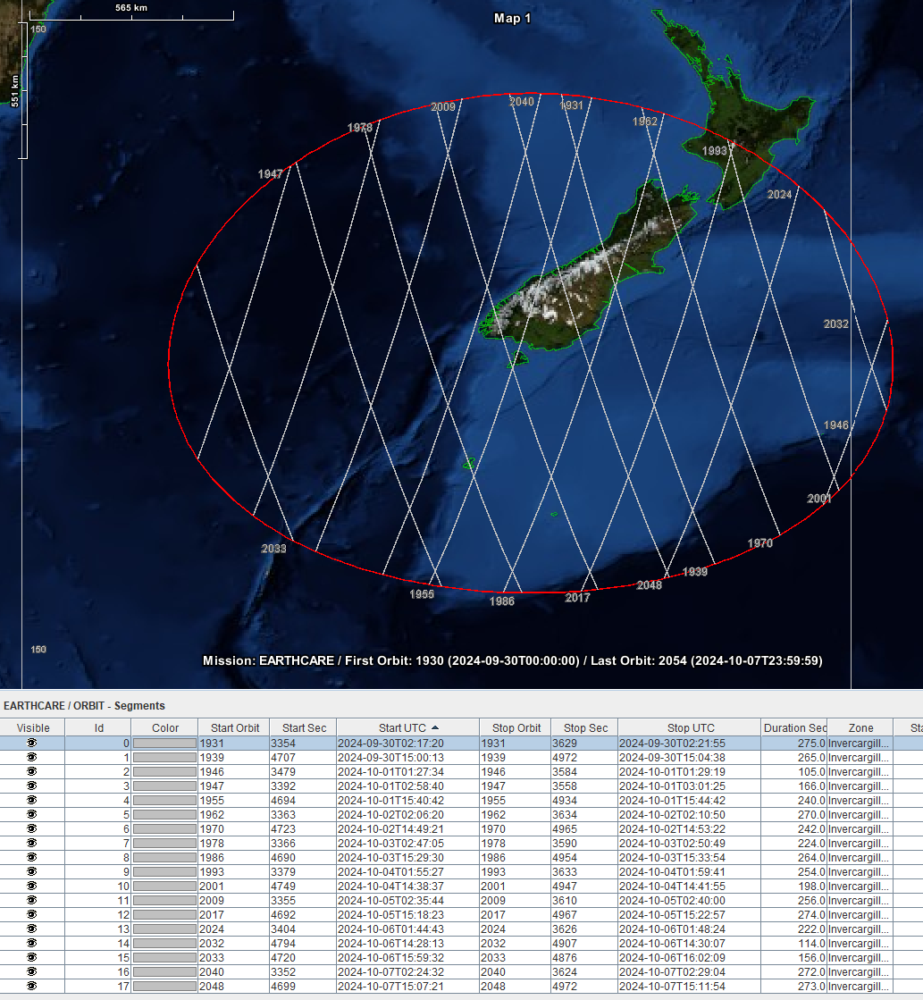 565 km
Map 1
150
551 km
2009
2040
1931
1962
1978
1993
1947
2024
2032
1946
2001
2033
1970
1939
1955
1986
2017
2048
150
Mission: EARTHCARE / First Orbit: 1930 (2024-09-30T00:00:00) / Last Orbit: 2054 (2024-10-07T23:59:59)
EARTHCARE / ORBIT - Segments
Visible Id Color Start Orbit Start Sec Start UTC Stop Orbit Stop Sec Stop UTC Duration Sec Zone Sta
0 1931 3354 2024-09-30T02:17:20 1931 3629 2024-09-30T02:21:55 275.0 Invercargill...
1 1939 4707 2024-09-30T15:00:13 1939 4972 2024-09-30T15:04:38 265.0 Invercargill...
2 1946 3479 2024-10-01T01:27:34 1946 3584 2024-10-01T01:29:19 105.0 Invercargill...
3 1947 3392 2024-10-01T02:58:40 1947 3558 2024-10-01T03:01:25 166.0 Invercargill...
4 1955 4694 2024-10-01T15:40:42 1955 4934 2024-10-01T15:44:42 240.0 Invercargill...
5 1962 3363 2024-10-02T02:06:20 1962 3634 2024-10-02T02:10:50 270.0 Invercargill...
6 1970 4723 2024-10-02T14:49:21 1970 4965 2024-10-02T14:53:22 242.0 Invercargill...
7 1978 3366 2024-10-03T02:47:05 1978 3590 2024-10-03T02:50:49 224.0 Invercargill...
8 1986 4690 2024-10-03T15:29:30 1986 4954 2024-10-03T15:33:54 264.0 Invercargill...
9 1993 3379 2024-10-04T01:55:27 1993 3633 2024-10-04T01:59:41 254.0 Invercargill...
10 2001 4749 2024-10-04T14:38:37 2001 4947 2024-10-04T14:41:55 198.0 Invercargill...
11 2009 3355 2024-10-05T02:35:44 2009 3610 2024-10-05T02:40:00 256.0 Invercargill...
12 2017 4692 2024-10-05T15:18:23 2017 4967 2024-10-05T15:22:57 274.0 Invercargill...
13 2024 3404 2024-10-06T01:44:43 2024 3626 2024-10-06T01:48:24 222.0 Invercargill...
14 2032 4794 2024-10-06T14:28:13 2032 4907 2024-10-06T14:30:07 114.0 Invercargill...
15 2033 4720 2024-10-06T15:59:32 2033 4876 2024-10-06T16:02:09 156.0 Invercargill...
16 2040 3352 2024-10-07T02:24:32 2040 3624 2024-10-07T02:29:04 272.0 Invercargill...
17 2048 4699 2024-10-07T15:07:21 2048 4972 2024-10-07T15:11:54 273.0 Invercargill...